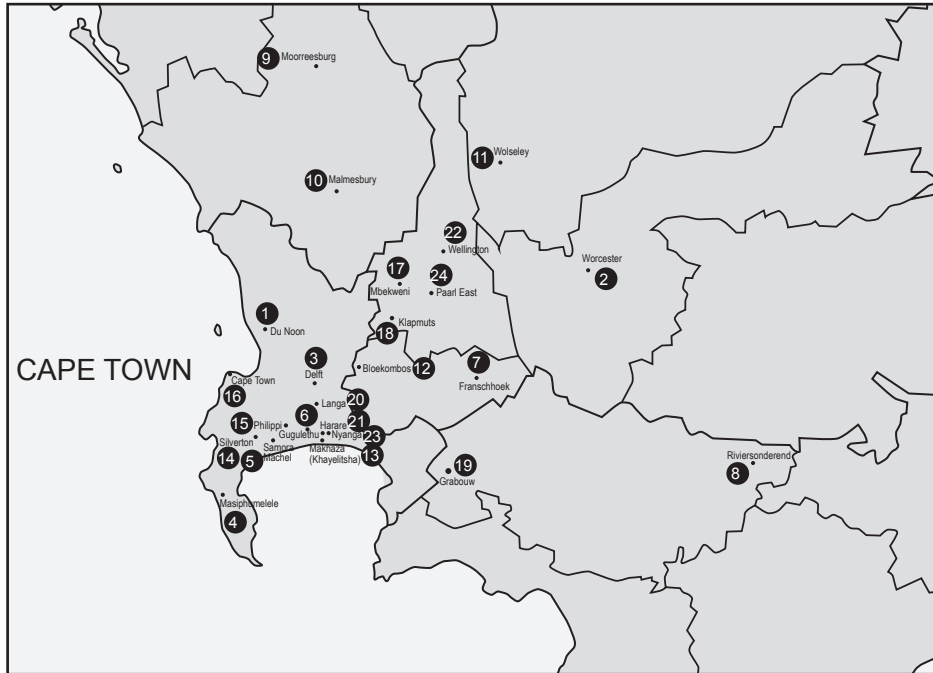 9 Moorreesburg
11 Wolseley
10 Malmesbury
22
Wellington
17
Mbekweni
24
Paarl East
Worcester
2
1
Du Noon
Klapmuts
18
3
Delft
Bloekombos
12
7
Franschhoek
CAPE TOWN
Cape Town
16
Langa
20
6
15 Philippi
Gugulethu
Harare
21
Nyanga
23
Silverton
Samora
Machel
Makhaza
(Khayelitsha)
14
5
13
19
Grabouw
Riviersonderend
8
Masiphumelele
4